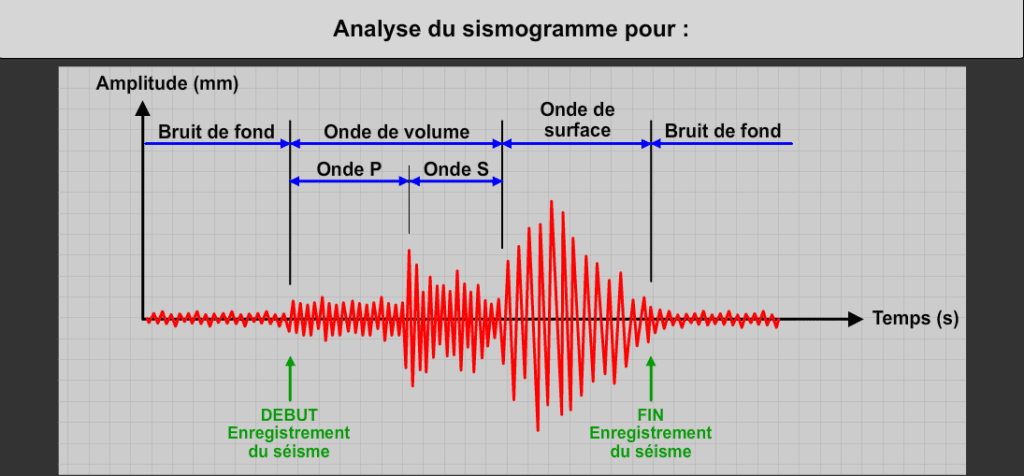 Analyse du sismogramme pour :
Amplitude (mm)
Bruit de fond
Onde de volume
Onde de
surface
Bruit de fond
Onde P
Onde S
Temps (s)
DEBUT
Enregistrement
du séisme
FIN
Enregistrement
du séisme